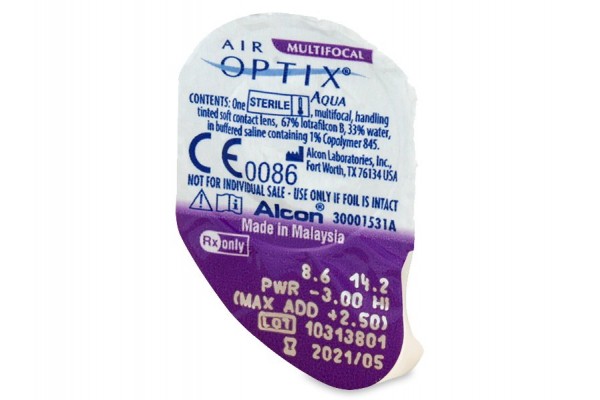 AIR MULTIFOCAL
OPTIX®
AQUA
CONTENTS: One STERILE, multifocal, handling
tinted soft contact lens, 67% lotrafilcon B, 33% water,
in buffered saline containing 1% Copolymer 845.
CE 0086 Alcon Laboratories, Inc.,
Fort Worth, TX 76134 USA
NOT FOR INDIVIDUAL SALE - USE ONLY IF FOIL IS INTACT
Alcon® 30001531A
Made in Malaysia
Rx only
8.6 14.2
PWR -3.00 HI
(MAX ADD +2.50)
LOT 10313801
2021/05